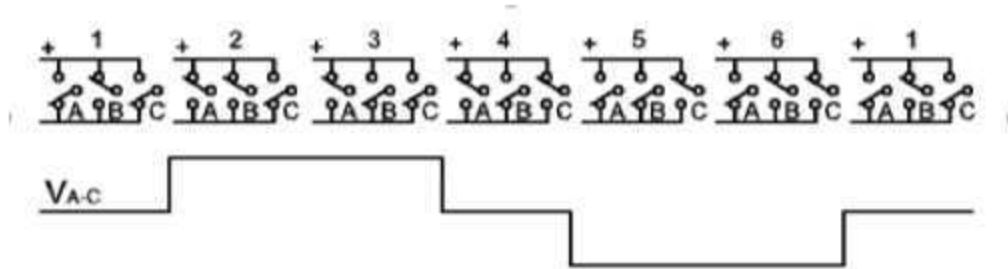 + 1 + 2 + 3 + 4 + 5 + 6 + 1
A B C A B C A B C A B C A B C A B C A B C
VA-C